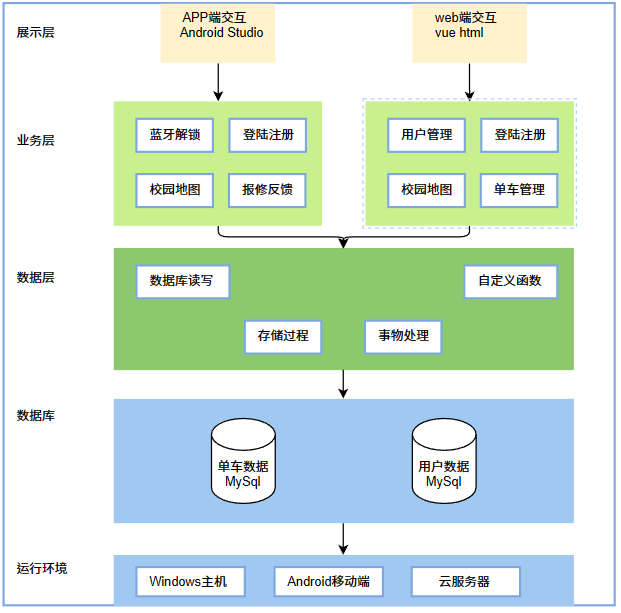 展示层
APP端交互
Android Studio
web端交互
vue html
业务层
蓝牙解锁
登陆注册
校园地图
报修反馈
用户管理
登陆注册
校园地图
单车管理
数据层
数据库读写
自定义函数
存储过程
事物处理
数据库
单车数据
MySql
用户数据
MySql
运行环境
Windows主机
Android移动端
云服务器